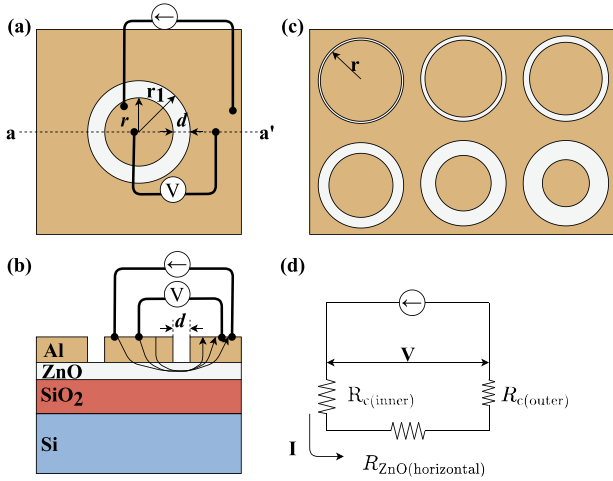 (a)
←
r1
d
r
a
a'
V
(c)
r
(b)
←
V
d
Al
ZnO
SiO2
Si
(d)
←
V
Rc(inner)
Rc(outer)
I
RZnO(horizontal)